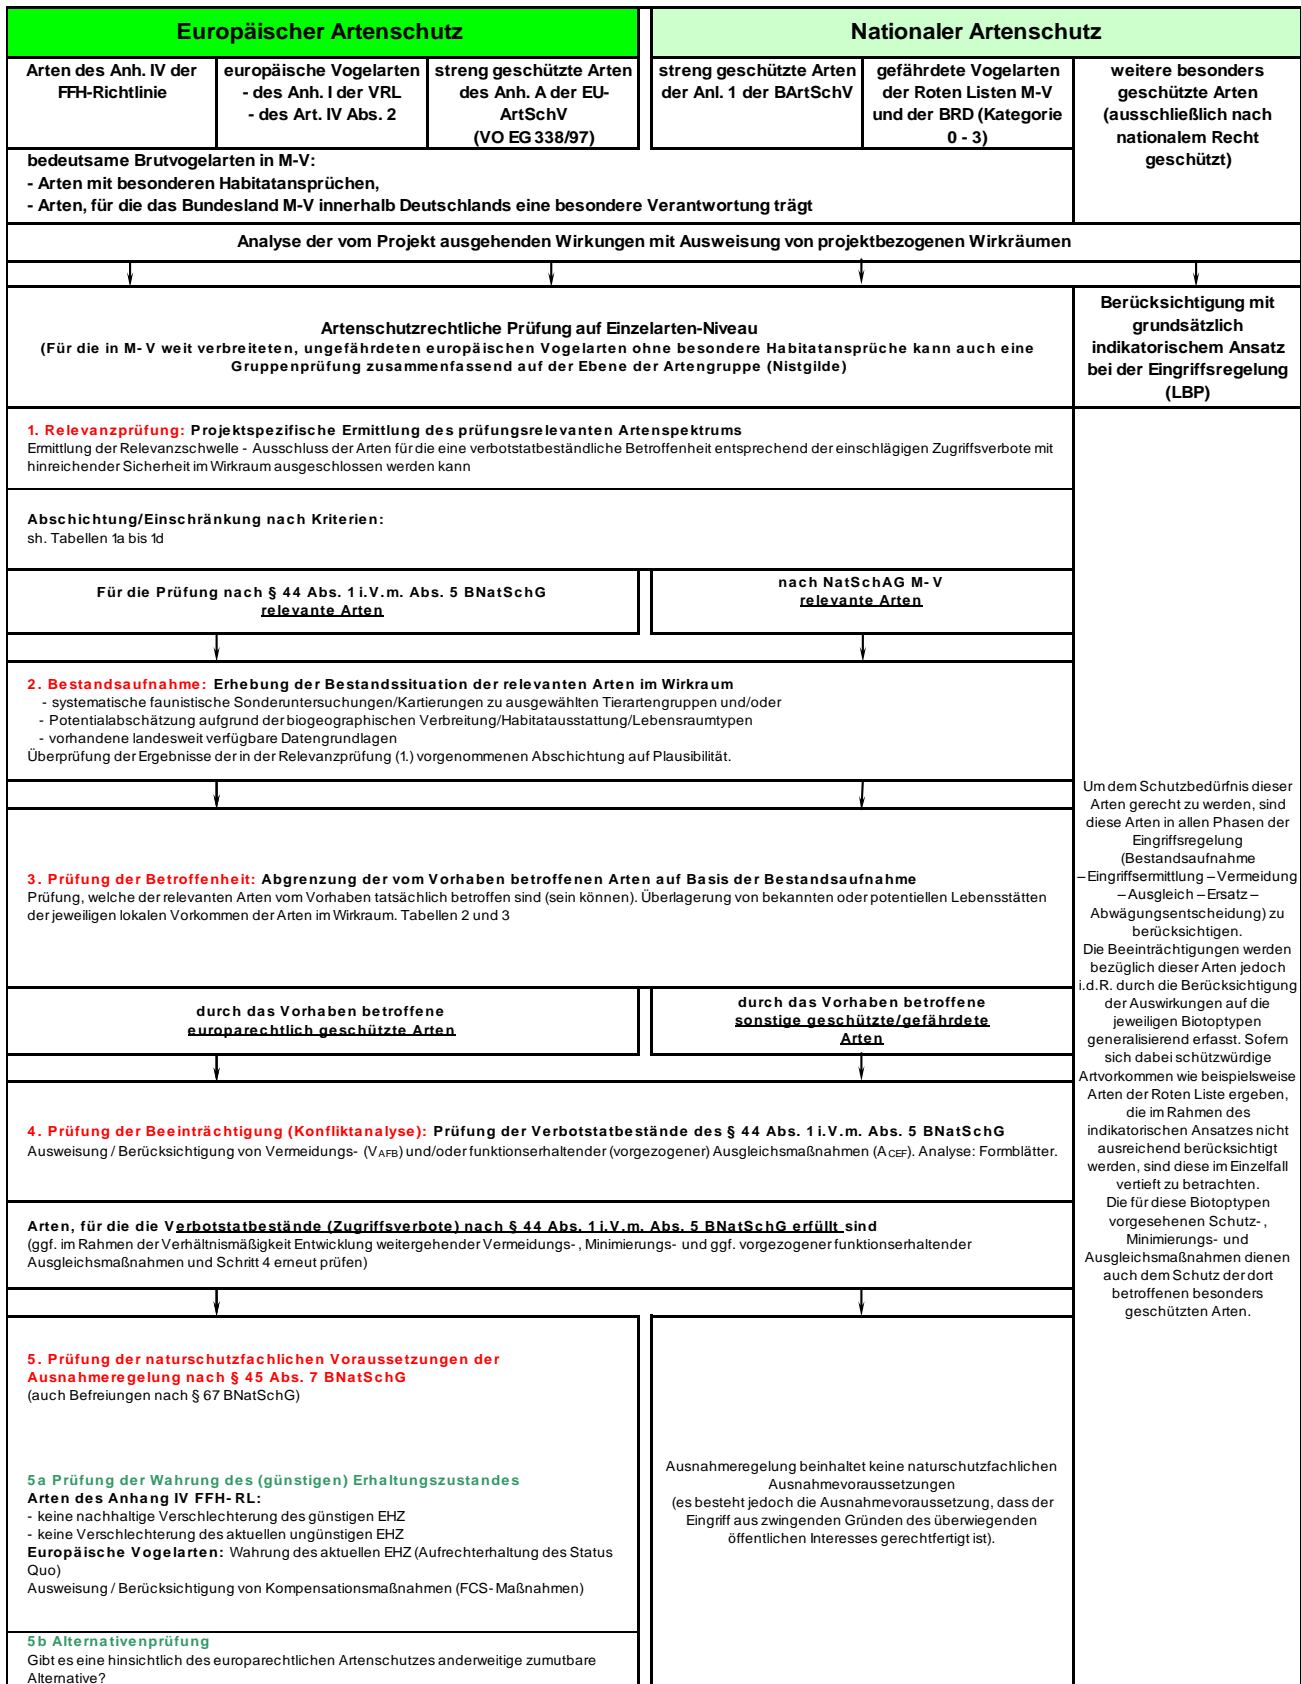 Europäischer Artenschutz
Nationaler Artenschutz
Arten des Anh. IV der
FFH-Richtlinie
europäische Vogelarten
- des Anh. I der VRL
- des Art. IV Abs. 2
streng geschützte Arten
des Anh. A der EU-
ArtSchV
(VO EG 338/97)
streng geschützte Arten
der Anl. 1 der BArtSchV
gefährdete Vogelarten
der Roten Listen M-V
und der BRD (Kategorie
0 - 3)
weitere besonders
geschützte Arten
(ausschließlich nach
nationalem Recht
geschützt)
bedeutsame Brutvogelarten in M-V:
- Arten mit besonderen Habitatansprüchen,
- Arten, für die das Bundesland M-V innerhalb Deutschlands eine besondere Verantwortung trägt
Analyse der vom Projekt ausgehenden Wirkungen mit Ausweisung von projektbezogenen Wirkräumen
Artenschutzrechtliche Prüfung auf Einzelarten-Niveau
(Für die in M-V weit verbreiteten, ungefährdeten europäischen Vogelarten ohne besondere Habitatansprüche kann auch eine
Gruppenprüfung zusammenfassend auf der Ebene der Artengruppe (Nistgilde)
Berücksichtigung mit
grundsätzlich
indikatorischem Ansatz
bei der Eingriffsregelung
(LBP)
1. Relevanzprüfung: Projektspezifische Ermittlung des prüfungsrelevanten Artenspektrums
Ermittlung der Relevanzschwelle - Ausschluss der Arten für die eine verbotstatbeständliche Betroffenheit entsprechend der einschlägigen Zugriffsverbote mit
hinreichender Sicherheit im Wirkraum ausgeschlossen werden kann
Abschichtung/Einschränkung nach Kriterien:
sh. Tabellen 1a bis 1d
Für die Prüfung nach § 44 Abs. 1 i.V.m. Abs. 5 BNatSchG
relevante Arten
nach NatSchAG M-V
relevante Arten
2. Bestandsaufnahme: Erhebung der Bestandssituation der relevanten Arten im Wirkraum
- systematische faunistische Sonderuntersuchungen/Kartierungen zu ausgewählten Tierartengruppen und/oder
- Potentialabschätzung aufgrund der biogeographischen Verbreitung/Habitatausstattung/Lebensraumtypen
- vorhandene landesweit verfügbare Datengrundlagen
Überprüfung der Ergebnisse der in der Relevanzprüfung (1.) vorgenommenen Abschichtung auf Plausibilität.
3. Prüfung der Betroffenheit: Abgrenzung der vom Vorhaben betroffenen Arten auf Basis der Bestandsaufnahme
Prüfung, welche der relevanten Arten vom Vorhaben tatsächlich betroffen sind (sein können). Überlagerung von bekannten oder potentiellen Lebensstätten
der jeweiligen lokalen Vorkommen der Arten im Wirkraum. Tabellen 2 und 3
durch das Vorhaben betroffene
europarechtlich geschützte Arten
durch das Vorhaben betroffene
sonstige geschützte/gefährdete
Arten
4. Prüfung der Beeinträchtigung (Konfliktanalyse): Prüfung der Verbotstatbestände des § 44 Abs. 1 i.V.m. Abs. 5 BNatSchG
Ausweisung / Berücksichtigung von Vermeidungs- (VAFB) und/oder funktionserhaltender (vorgezogener) Ausgleichsmaßnahmen (ACEF). Analyse: Formblätter.
Arten, für die die Verbotstatbestände (Zugriffsverbote) nach § 44 Abs. 1 i.V.m. Abs. 5 BNatSchG erfüllt sind
(ggf. im Rahmen der Verhältnismäßigkeit Entwicklung weitergehender Vermeidungs-, Minimierungs- und ggf. vorgezogener funktionserhaltender
Ausgleichsmaßnahmen und Schritt 4 erneut prüfen)
Um dem Schutzbedürfnis dieser
Arten gerecht zu werden, sind
diese Arten in allen Phasen der
Eingriffsregelung
(Bestandsaufnahme
– Eingriffsermittlung – Vermeidung
– Ausgleich – Ersatz –
Abwägungsentscheidung) zu
berücksichtigen.
Die Beeinträchtigungen werden
bezüglich dieser Arten jedoch
i.d.R. durch die Berücksichtigung
der Auswirkungen auf die
jeweiligen Biotoptypen
generalisierend erfasst. Sofern
sich dabei schützwürdige
Artvorkommen wie beispielsweise
Arten der Roten Liste ergeben,
die im Rahmen des
indikatorischen Ansatzes nicht
ausreichend berücksichtigt
werden, sind diese im Einzelfall
vertieft zu betrachten.
Die für diese Biotoptypen
vorgesehenen Schutz-,
Minimierungs- und
Ausgleichsmaßnahmen dienen
auch dem Schutz der dort
betroffenen besonders
geschützten Arten.
5. Prüfung der naturschutzfachlichen Voraussetzungen der
Ausnahmeregelung nach § 45 Abs. 7 BNatSchG
(auch Befreiungen nach § 67 BNatSchG)
5a Prüfung der Wahrung des (günstigen) Erhaltungszustandes
Arten des Anhang IV FFH-RL:
- keine nachhaltige Verschlechterung des günstigen EHZ
- keine Verschlechterung des aktuellen ungünstigen EHZ
Europäische Vogelarten: Wahrung des aktuellen EHZ (Aufrechterhaltung des Status
Quo)
Ausweisung / Berücksichtigung von Kompensationsmaßnahmen (FCS-Maßnahmen)
Ausnahmeregelung beinhaltet keine naturschutzfachlichen
Ausnahmevoraussetzungen
(es besteht jedoch die Ausnahmevoraussetzung, dass der
Eingriff aus zwingenden Gründen des überwiegenden
öffentlichen Interesses gerechtfertigt ist).
5b Alternativenprüfung
Gibt es eine hinsichtlich des europarechtlichen Artenschutzes anderweitige zumutbare
Alternative?